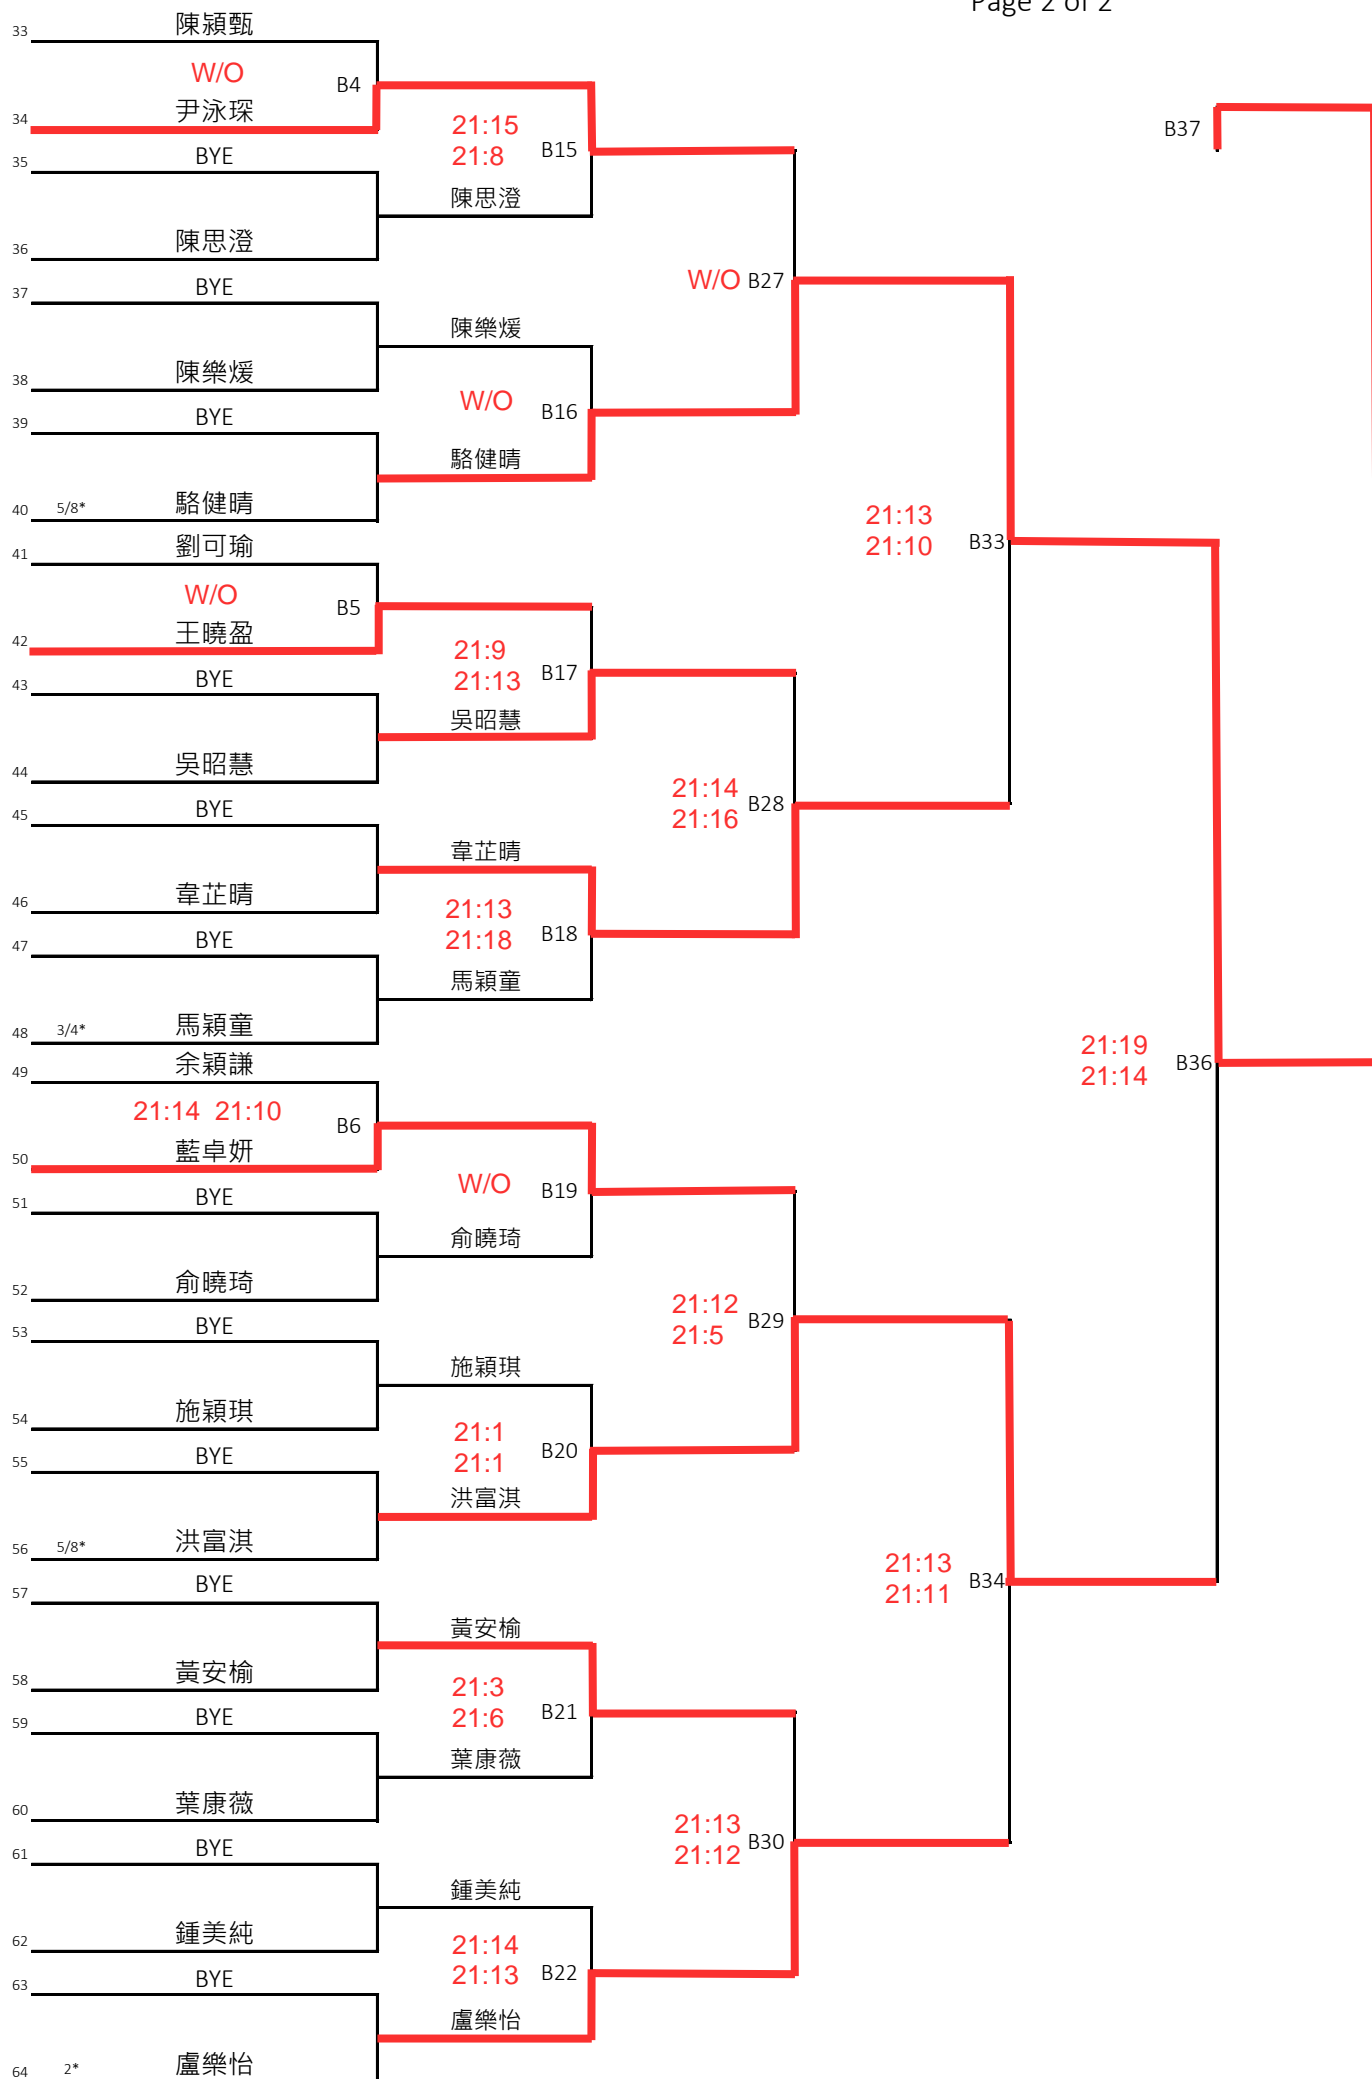 Page 2 of 2
33 陳潁甄
W/O B4
34 尹泳琛
21:15
21:8 B15
35 BYE
陳思澄
36 陳思澄
B37
37 BYE
W/O B27
陳樂煖
38 陳樂煖
W/O B16
39 BYE
駱健晴
40 5/8* 駱健晴
21:13
21:10 B33
41 劉可瑜
W/O B5
42 王曉盈
21:9
21:13 B17
43 BYE
吳昭慧
44 吳昭慧
21:14
21:16 B28
45 BYE
韋芷晴
46 韋芷晴
21:13
21:18 B18
47 BYE
馬穎童
48 3/4* 馬穎童
21:19
21:14 B36
49 余穎謙
21:14 21:10 B6
50 藍卓妍
W/O B19
51 BYE
俞曉琦
52 俞曉琦
21:12
21:5 B29
53 BYE
施穎琪
54 施穎琪
21:1
21:1 B20
55 BYE
洪富淇
56 5/8* 洪富淇
21:13
21:11 B34
57 BYE
黃安榆
58 黃安榆
21:3
21:6 B21
59 BYE
葉康薇
60 葉康薇
21:13
21:12 B30
61 BYE
鍾美純
62 鍾美純
21:14
21:13 B22
63 BYE
盧樂怡
64 2* 盧樂怡